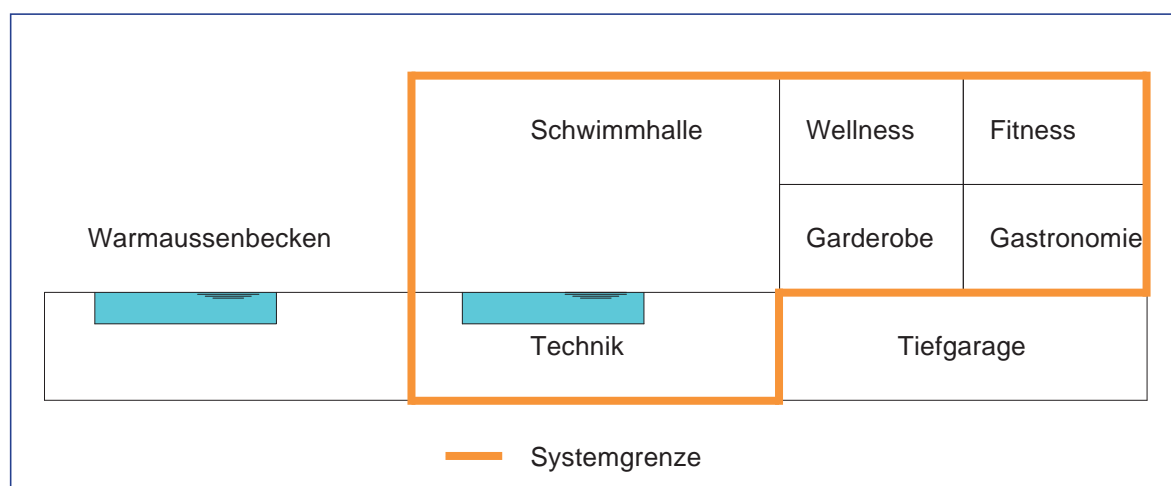 Schwimmhalle
Wellness
Fitness
Warmaussenbecken
Garderobe
Gastronomie
Technik
Tiefgarage
Systemgrenze